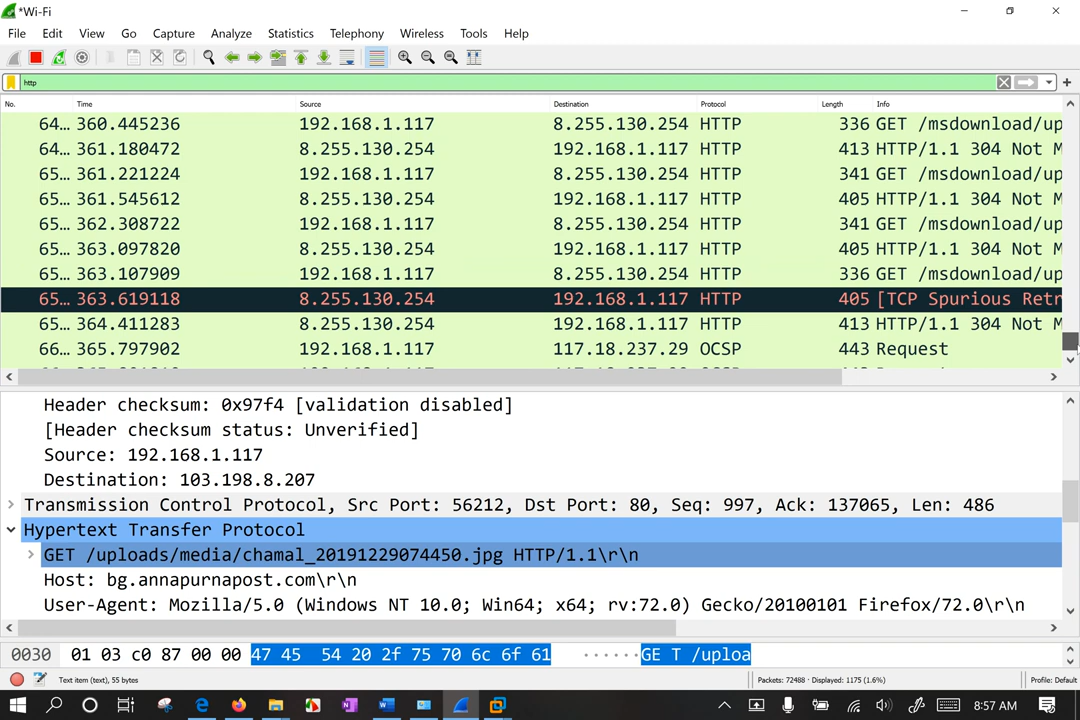 *Wi-Fi
File Edit View Go Capture Analyze Statistics Telephony Wireless Tools Help
http
No. Time Source Destination Protocol Length Info
64... 360.445236 192.168.1.117 8.255.130.254 HTTP 336 GET /msdownload/up
64... 361.180472 8.255.130.254 192.168.1.117 HTTP 413 HTTP/1.1 304 Not M
65... 361.221224 192.168.1.117 8.255.130.254 HTTP 341 GET /msdownload/up
65... 361.545612 8.255.130.254 192.168.1.117 HTTP 405 HTTP/1.1 304 Not M
65... 362.308722 192.168.1.117 8.255.130.254 HTTP 341 GET /msdownload/up
65... 363.097820 8.255.130.254 192.168.1.117 HTTP 405 HTTP/1.1 304 Not M
65... 363.107909 192.168.1.117 8.255.130.254 HTTP 336 GET /msdownload/up
65... 363.619118 8.255.130.254 192.168.1.117 HTTP 405 [TCP Spurious Retr
65... 364.411283 8.255.130.254 192.168.1.117 HTTP 413 HTTP/1.1 304 Not M
66... 365.797902 192.168.1.117 117.18.237.29 OCSP 443 Request
Header checksum: 0x97f4 [validation disabled]
[Header checksum status: Unverified]
Source: 192.168.1.117
Destination: 103.198.8.207
Transmission Control Protocol, Src Port: 56212, Dst Port: 80, Seq: 997, Ack: 137065, Len: 486
Hypertext Transfer Protocol
GET /uploads/media/chamal_20191229074450.jpg HTTP/1.1\r\n
Host: bg.annapurnapost.com\r\n
User-Agent: Mozilla/5.0 (Windows NT 10.0; Win64; x64; rv:72.0) Gecko/20100101 Firefox/72.0\r\n
0030 01 03 c0 87 00 00 47 45 54 20 2f 75 70 6c 6f 61 ······GE T /uploa
Text item (text), 55 bytes Packets: 72488 · Displayed: 1175 (1.6%) Profile: Default
8:57 AM